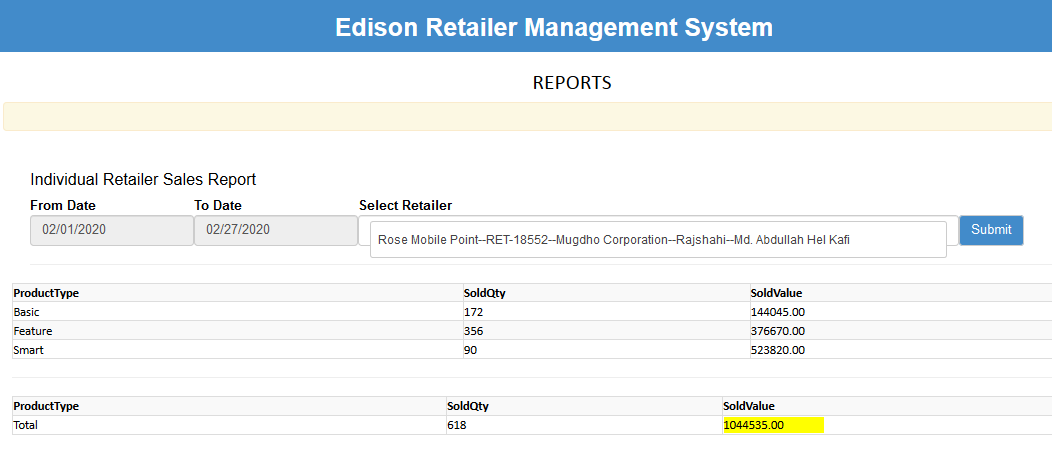 Edison Retailer Management System
REPORTS
Individual Retailer Sales Report
From Date To Date Select Retailer
02/01/2020 02/27/2020 Rose Mobile Point--RET-18552--Mugdho Corporation--Rajshahi--Md. Abdullah Hel Kafi Submit
ProductType SoldQty SoldValue
Basic 172 144045.00
Feature 356 376670.00
Smart 90 523820.00
ProductType SoldQty SoldValue
Total 618 1044535.00